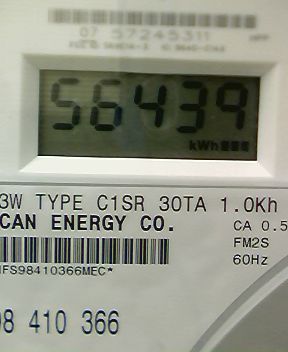 07 57245311
56439
kWh
3W TYPE C1SR 30TA 1.0Kh
CAN ENERGY CO.
CA 0.5
FM2S
60Hz
IFS98410366MEC*
98 410 366